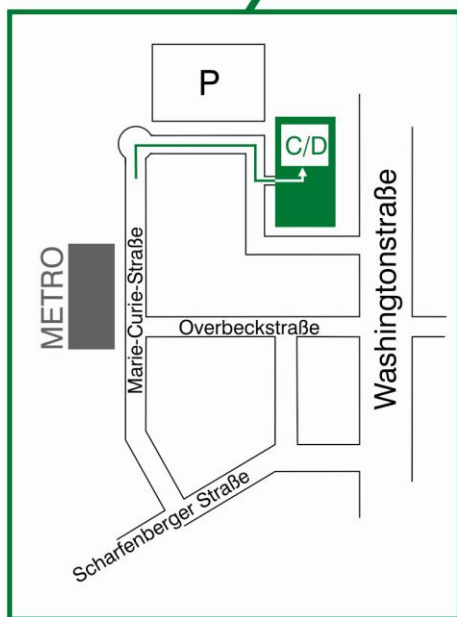 P
C/D
METRO
Marie-Curie-Straße
Overbeckstraße
Washingtonstraße
Scharfenberger Straße